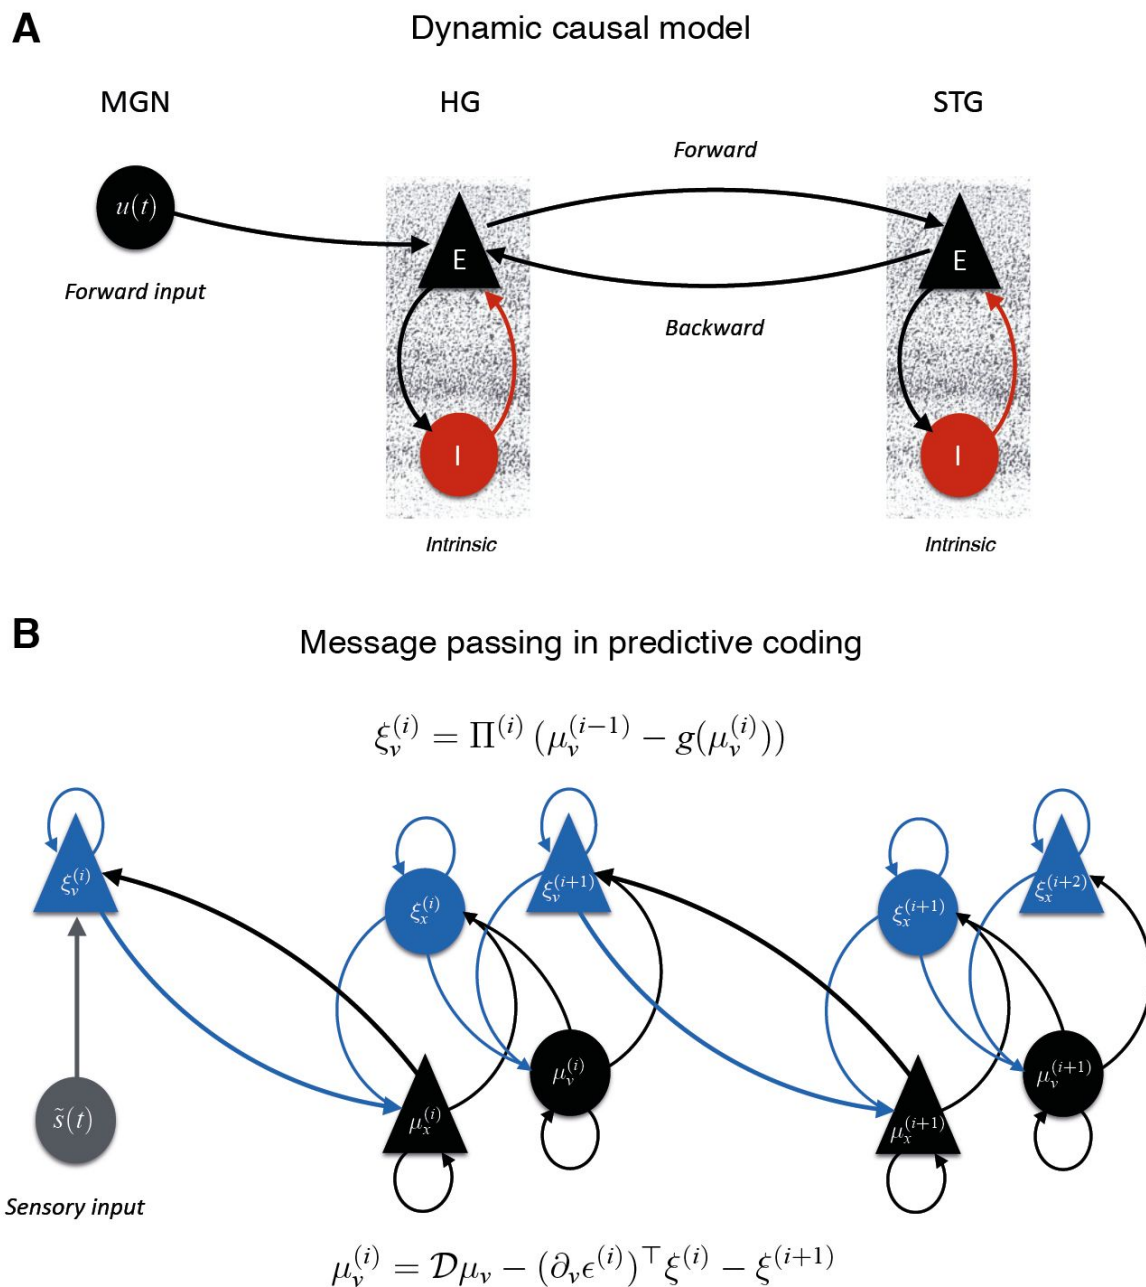 A
Dynamic causal model
MGN HG STG
Forward
u(t)
E E
Forward input
Backward
I I
Intrinsic Intrinsic
B
Message passing in predictive coding
ξ_v^(i) = Π^(i) (μ_v^(i−1) − g(μ_v^(i)))
ξ_v^(i) ξ_x^(i) ξ_v^(i+1) ξ_x^(i+1) ξ_x^(i+2)
s̃(t) μ_x^(i) μ_v^(i) μ_x^(i+1) μ_v^(i+1)
Sensory input
μ_v^(i) = 𝒟μ_v − (∂_v ϵ^(i))^⊤ ξ^(i) − ξ^(i+1)